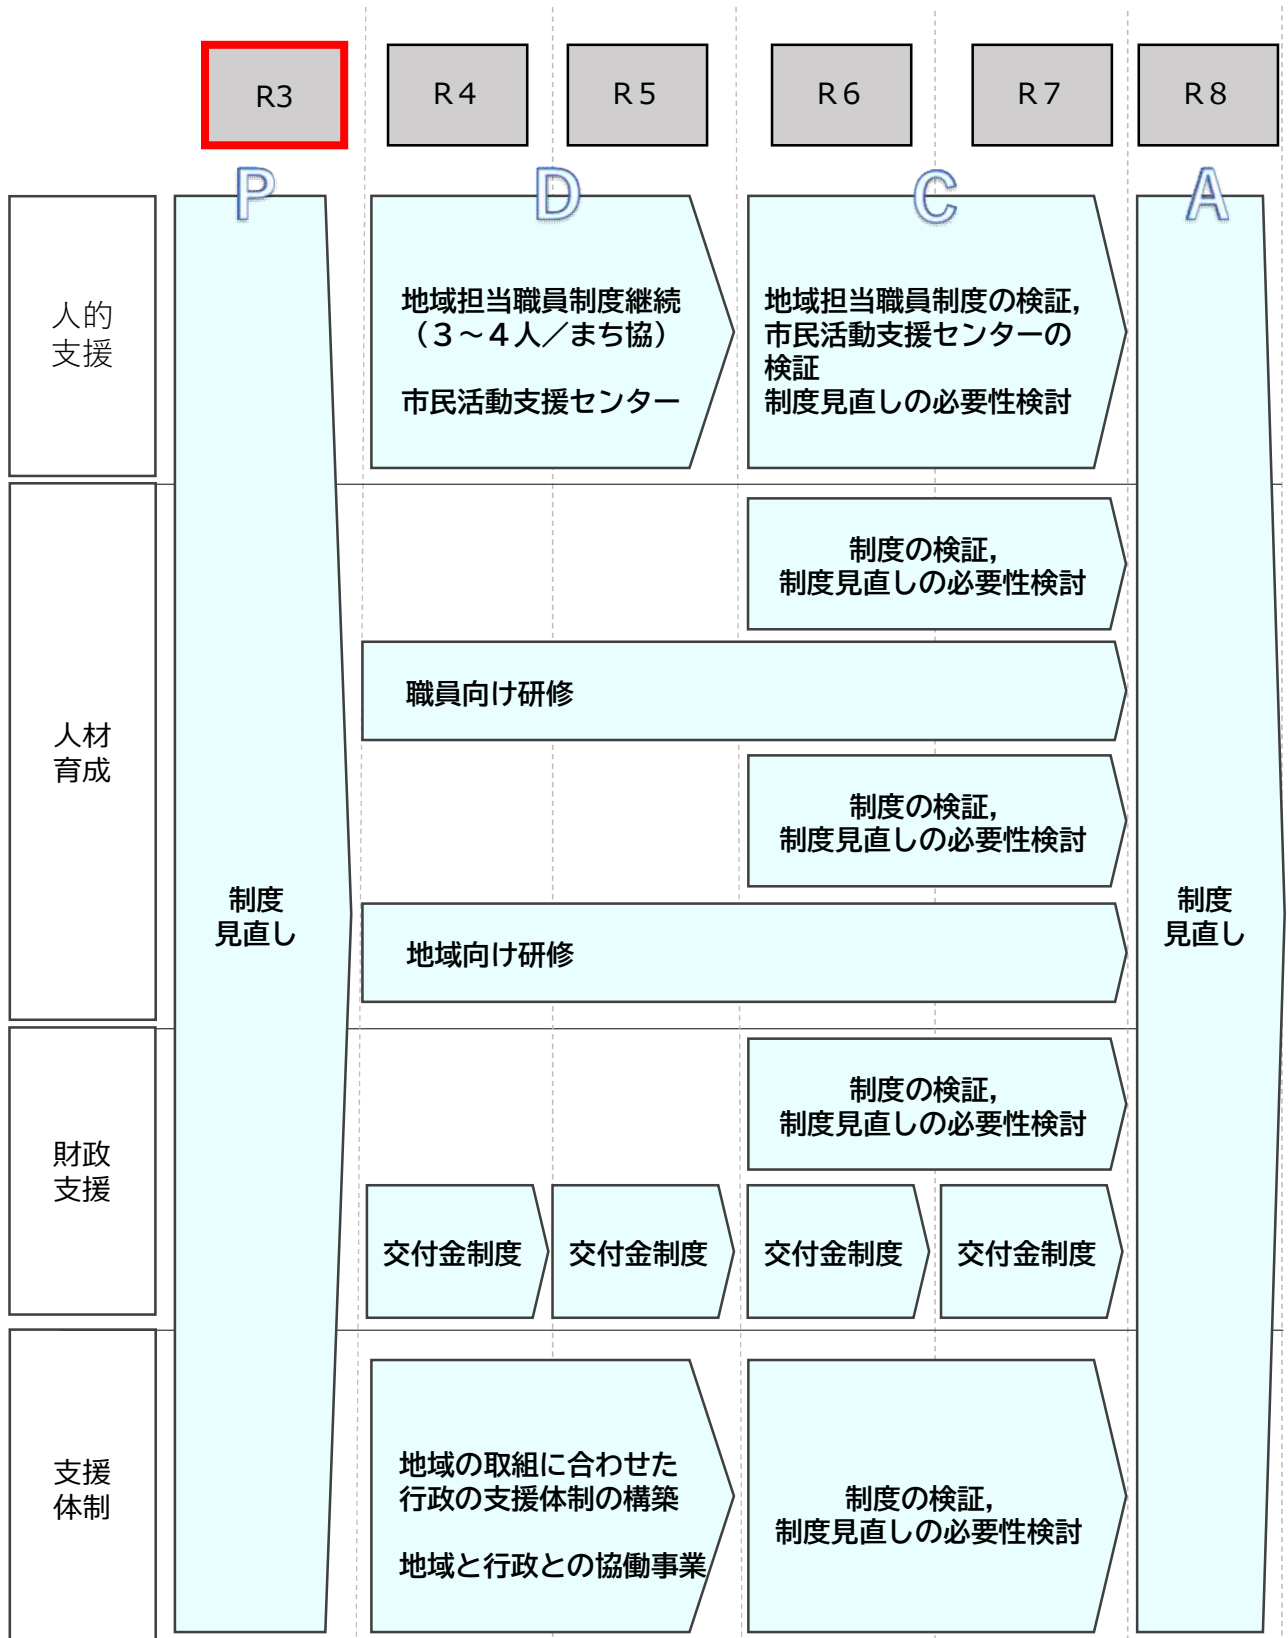 R3
R４
R５
R６
R７
R８
P
D
C
A
人的
支援
地域担当職員制度継続
（３～４人／まち協）
市民活動支援センター
地域担当職員制度の検証，
市民活動支援センターの
検証
制度見直しの必要性検討
人材
育成
制度の検証，
制度見直しの必要性検討
職員向け研修
制度の検証，
制度見直しの必要性検討
地域向け研修
制度
見直し
制度
見直し
財政
支援
制度の検証，
制度見直しの必要性検討
交付金制度
交付金制度
交付金制度
交付金制度
支援
体制
地域の取組に合わせた
行政の支援体制の構築
地域と行政との協働事業
制度の検証，
制度見直しの必要性検討